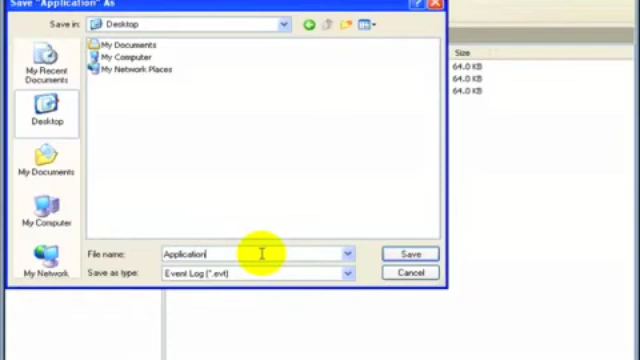 Save "Application" As
Save in:
Desktop
My Recent
Documents
Desktop
My Documents
My Computer
My Network
My Documents
My Computer
My Network Places
File name:
Application
Save
Save as type:
Event Log (*.evt)
Cancel
Size
64.0 KB
64.0 KB
64.0 KB